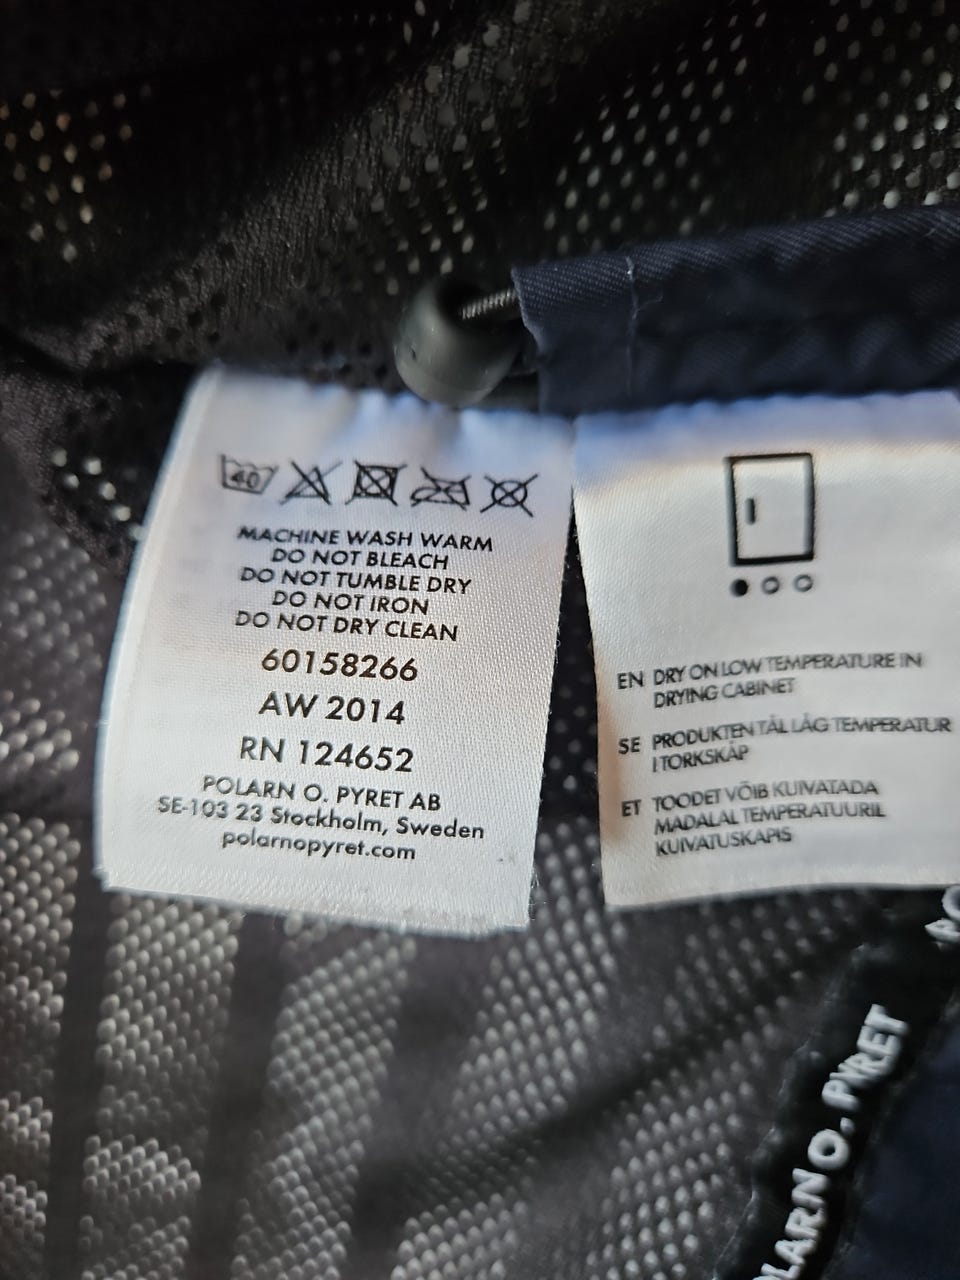 40
MACHINE WASH WARM
DO NOT BLEACH
DO NOT TUMBLE DRY
DO NOT IRON
DO NOT DRY CLEAN
60158266
AW 2014
RN 124652
POLARN O. PYRET AB
SE-103 23 Stockholm, Sweden
polarnopyret.com
EN DRY ON LOW TEMPERATURE IN
DRYING CABINET
SE PRODUKTEN TÅL LÅG TEMPERATUR
I TORKSKÅP
ET TOODET VÕIB KUIVATADA
MADALAL TEMPERATUURIL
KUIVATUSKAPIS
OLARN O. PYRET
PO